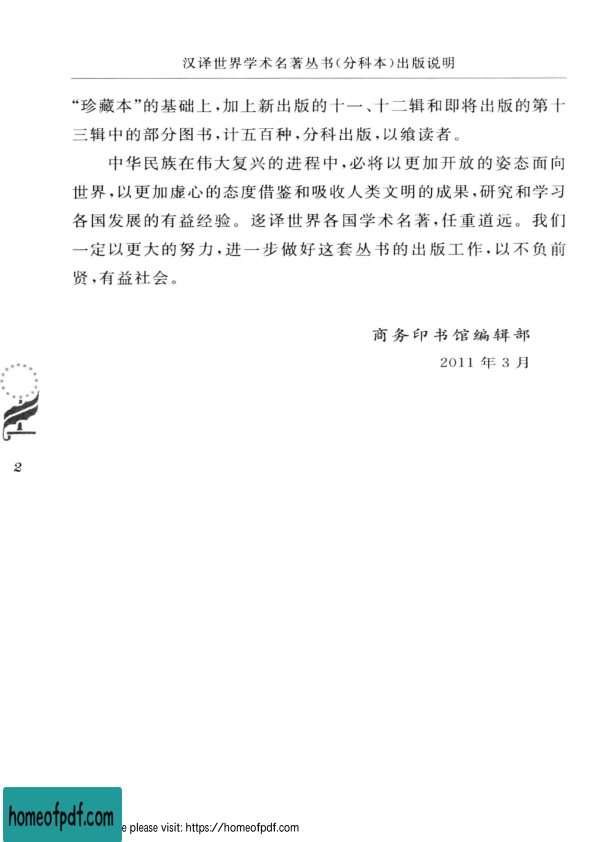 汉译世界学术名著丛书(分科本)出版说明
“珍藏本”的基础上,加上新出版的十一、十二辑和即将出版的第十
三辑中的部分图书,计五百种,分科出版,以飨读者。
中华民族在伟大复兴的进程中,必将以更加开放的姿态面向
世界,以更加虚心的态度借鉴和吸收人类文明的成果,研究和学习
各国发展的有益经验。迻译世界各国学术名著,任重道远。我们
一定以更大的努力,进一步做好这套丛书的出版工作,以不负前
贤,有益社会。
商务印书馆编辑部
2011 年 3 月
2
homeofpdf.com
e please visit: https://homeofpdf.com